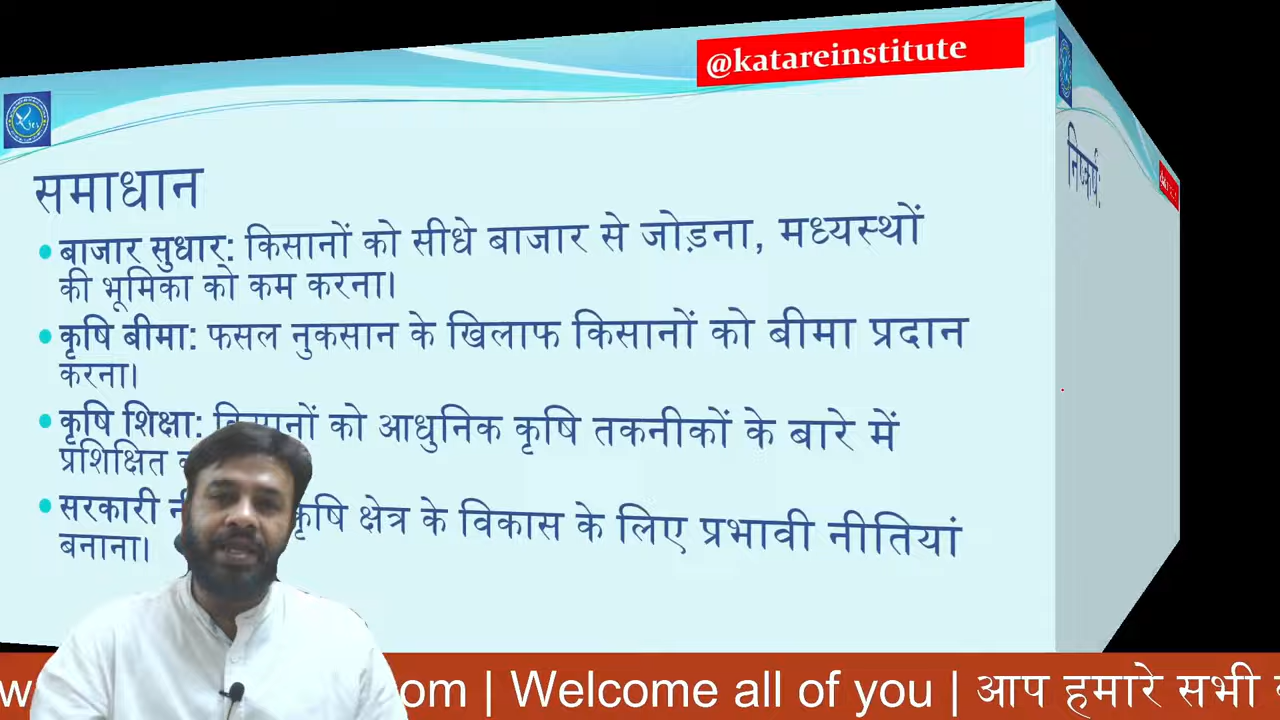 @katareinstitute
समाधान
बाजार सुधार: किसानों को सीधे बाजार से जोड़ना, मध्यस्थों
की भूमिका को कम करना।
कृषि बीमा: फसल नुकसान के खिलाफ किसानों को बीमा प्रदान
करना।
कृषि शिक्षा: किसानों को आधुनिक कृषि तकनीकों के बारे में
प्रशिक्षित
सरकारी कृषि क्षेत्र के विकास के लिए प्रभावी नीतियां
बनाना।
निष्कर्ष:
om | Welcome all of you | आप हमारे सभी